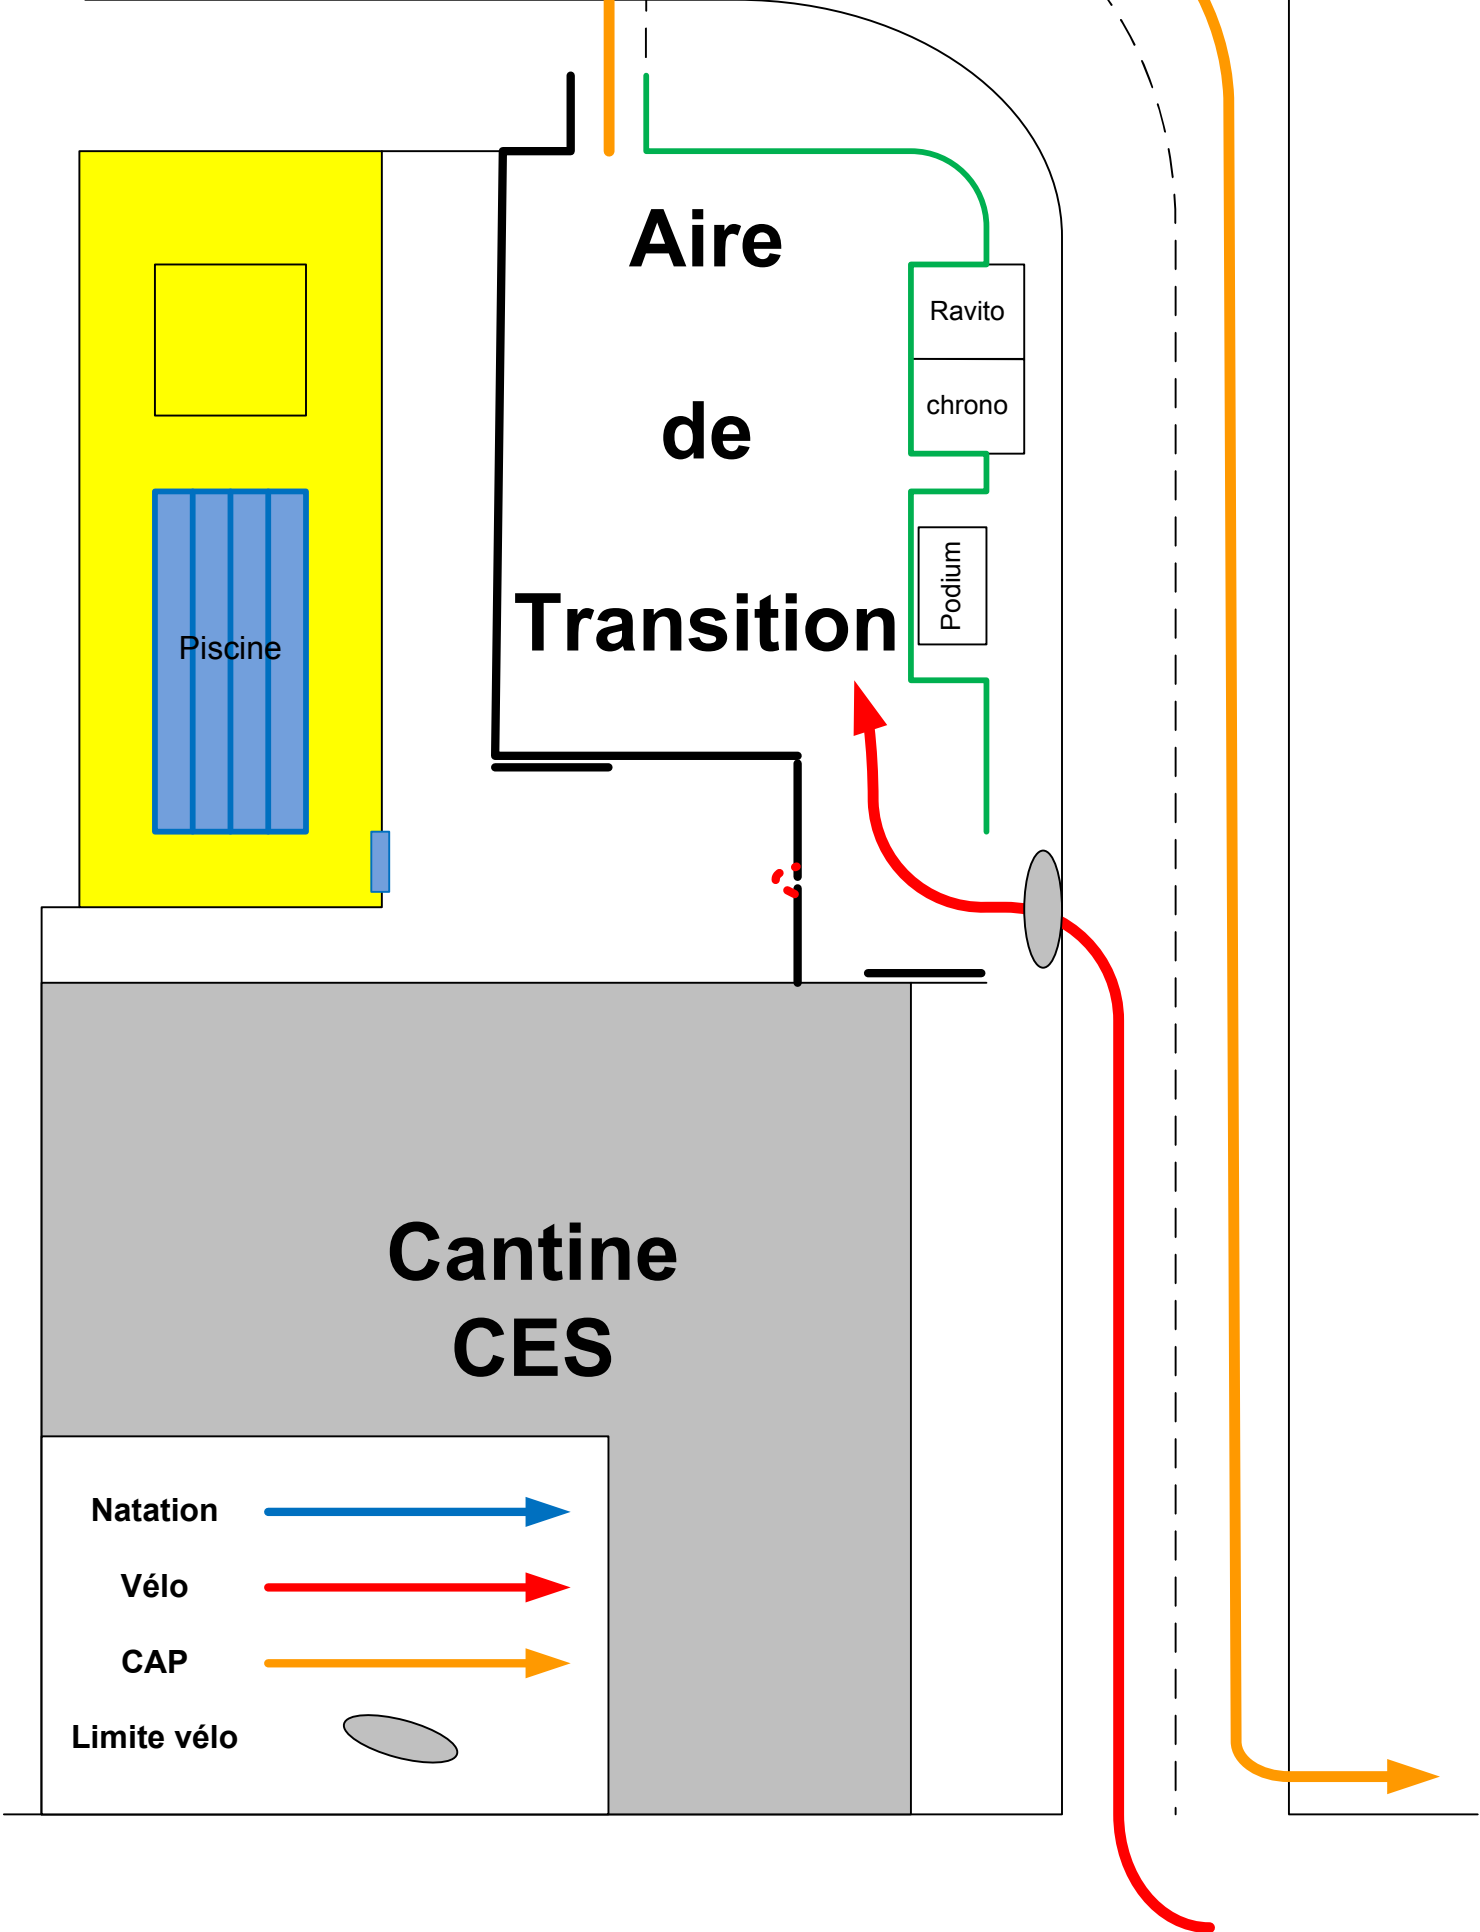 Aire
de
Transition
Ravito
chrono
Podium
Piscine
Cantine
CES
Natation
Vélo
CAP
Limite vélo